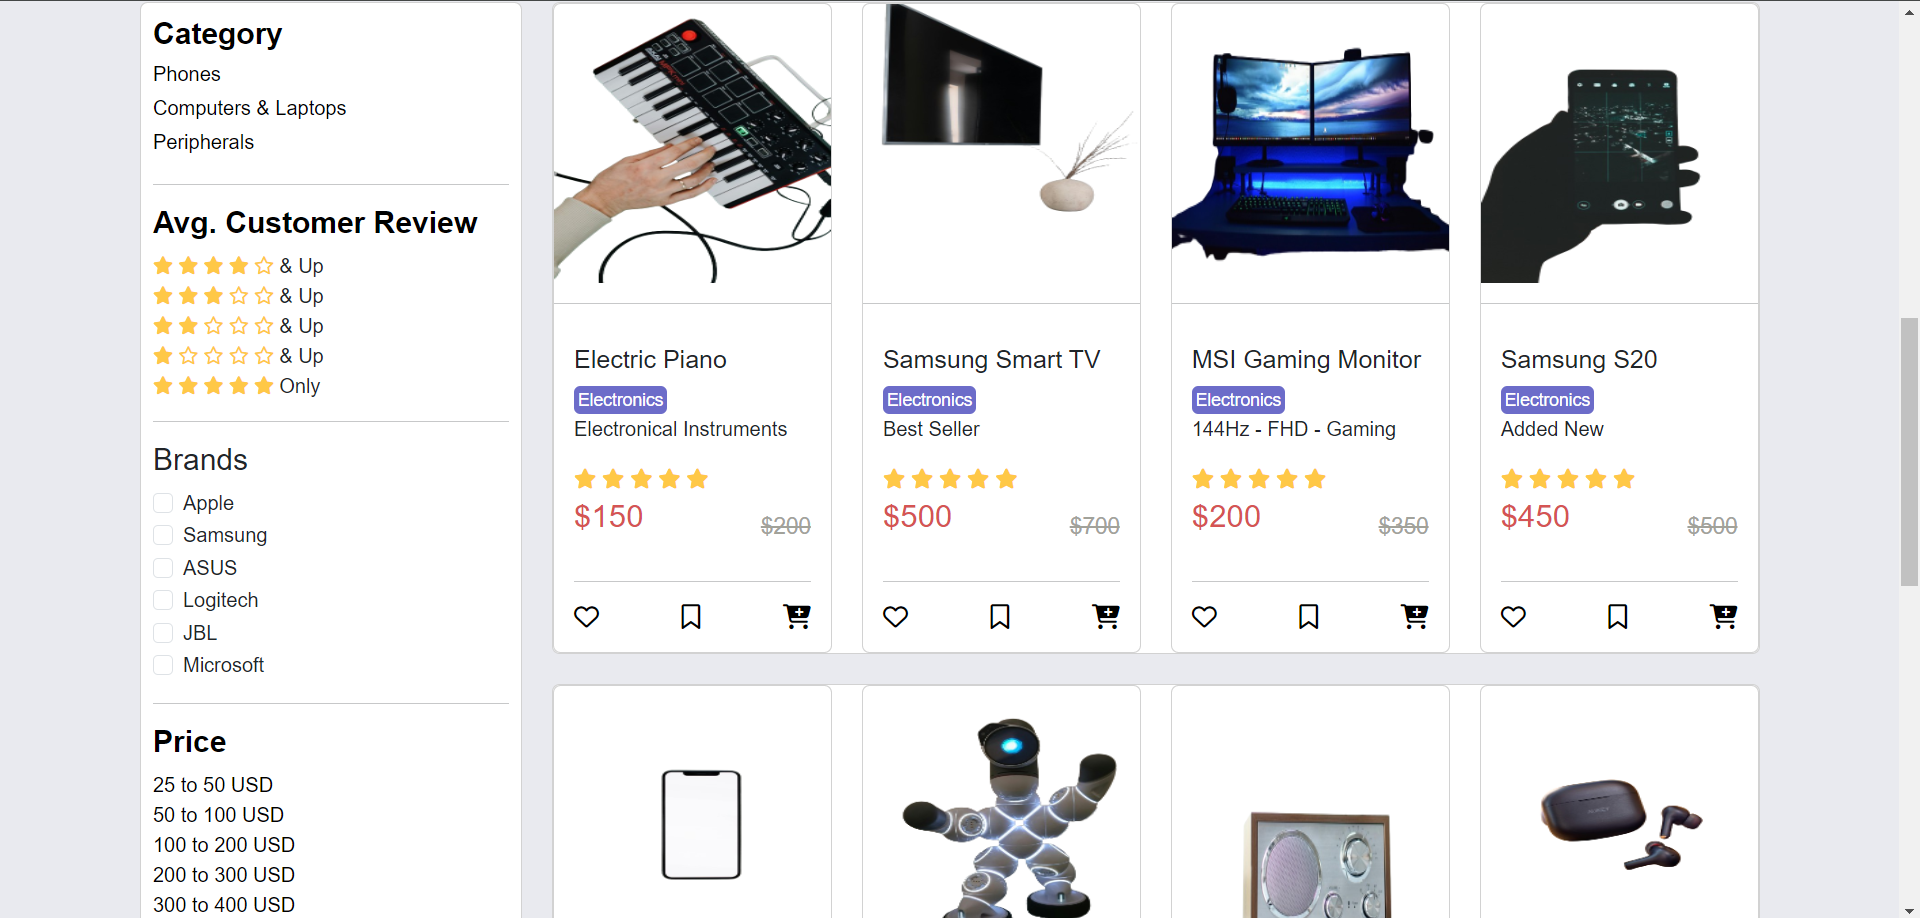 Category
Phones
Computers & Laptops
Peripherals
Avg. Customer Review
& Up
& Up
& Up
& Up
Only
Brands
Apple
Samsung
ASUS
Logitech
JBL
Microsoft
Price
25 to 50 USD
50 to 100 USD
100 to 200 USD
200 to 300 USD
300 to 400 USD
Electric Piano
Electronics
Electronical Instruments
$150
$200
Samsung Smart TV
Electronics
Best Seller
$500
$700
MSI Gaming Monitor
Electronics
144Hz - FHD - Gaming
$200
$350
Samsung S20
Electronics
Added New
$450
$500